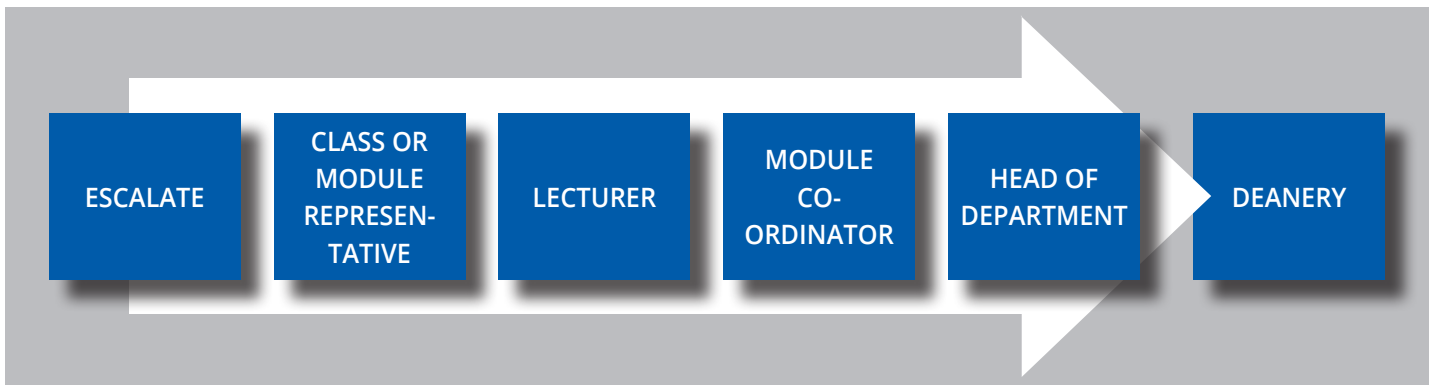 ESCALATE
CLASS OR
MODULE
REPRESEN-
TATIVE
LECTURER
MODULE
CO-
ORDINATOR
HEAD OF
DEPARTMENT
DEANERY